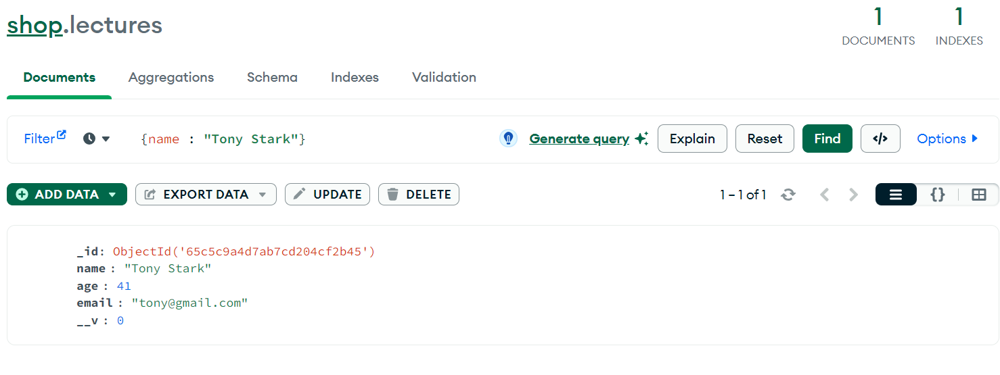 shop.lectures
1 DOCUMENTS
1 INDEXES
Documents Aggregations Schema Indexes Validation
Filter {name : "Tony Stark"} Generate query Explain Reset Find </> Options
ADD DATA EXPORT DATA UPDATE DELETE 1 – 1 of 1 {}
_id: ObjectId('65c5c9a4d7ab7cd204cf2b45')
name : "Tony Stark"
age : 41
email : "tony@gmail.com"
__v : 0